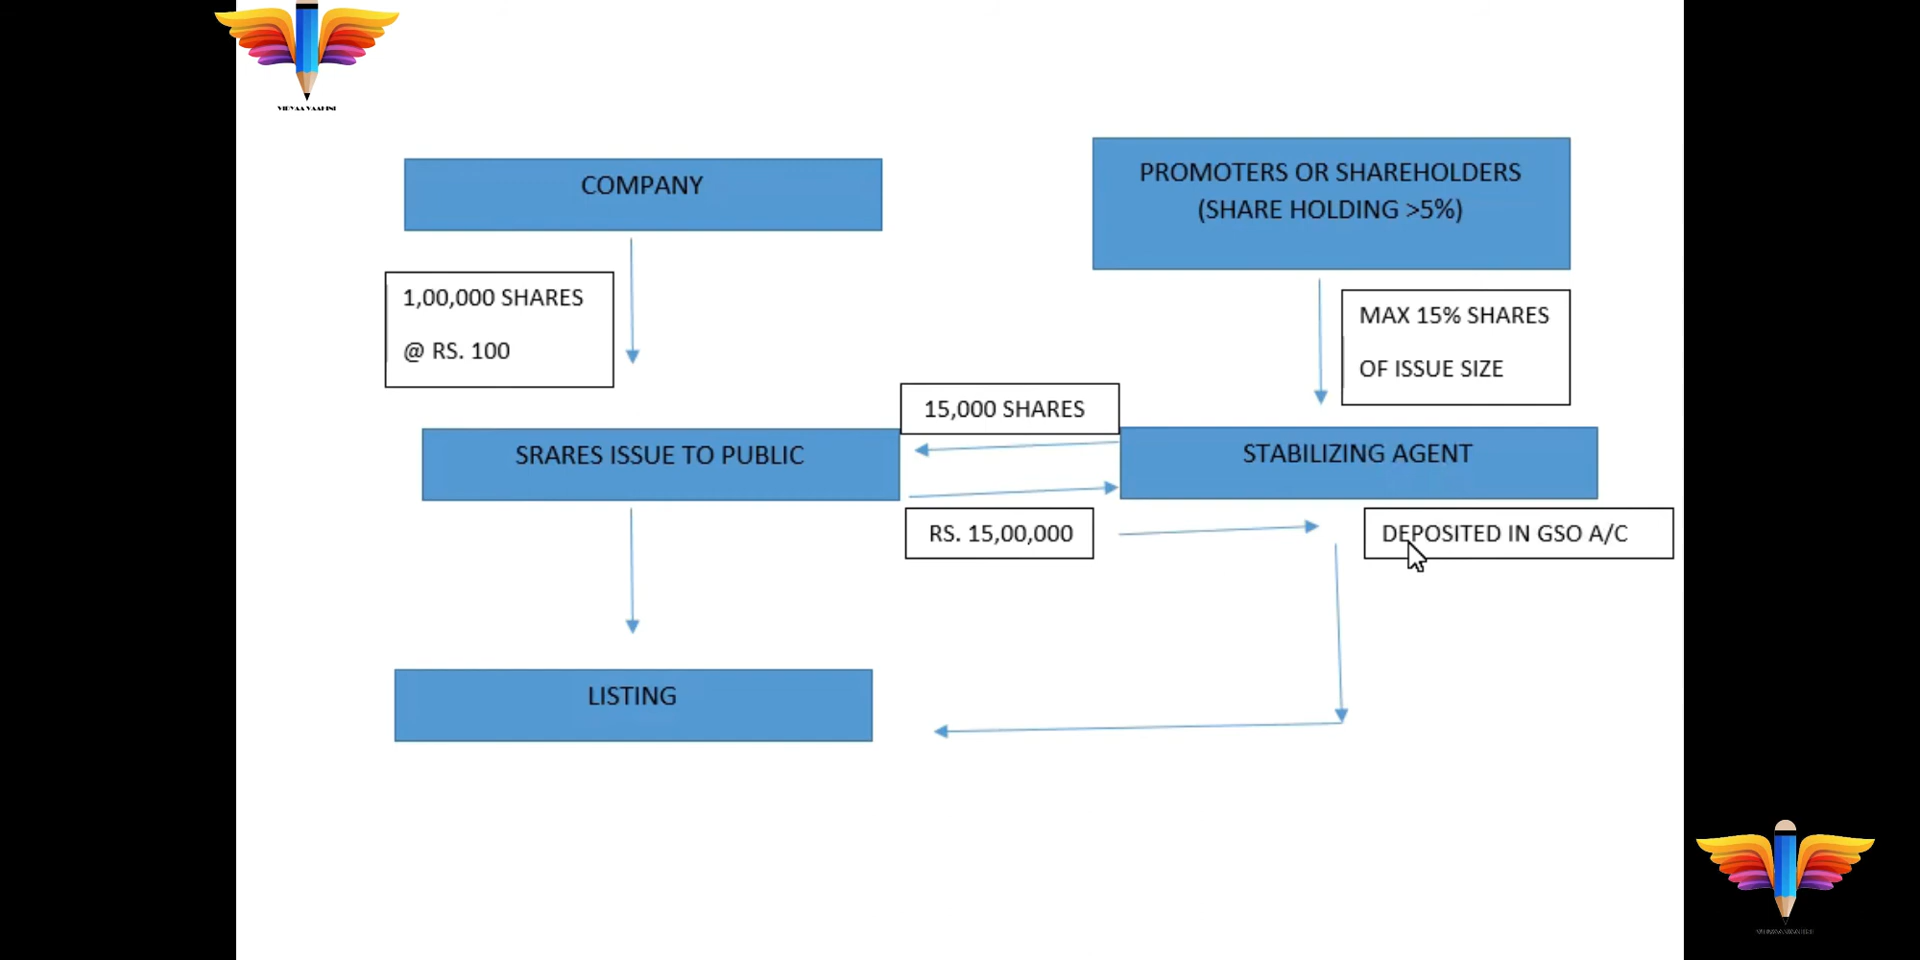 COMPANY
PROMOTERS OR SHAREHOLDERS
(SHARE HOLDING >5%)
1,00,000 SHARES
@ RS. 100
MAX 15% SHARES
OF ISSUE SIZE
15,000 SHARES
SRARES ISSUE TO PUBLIC
STABILIZING AGENT
RS. 15,00,000
DEPOSITED IN GSO A/C
LISTING